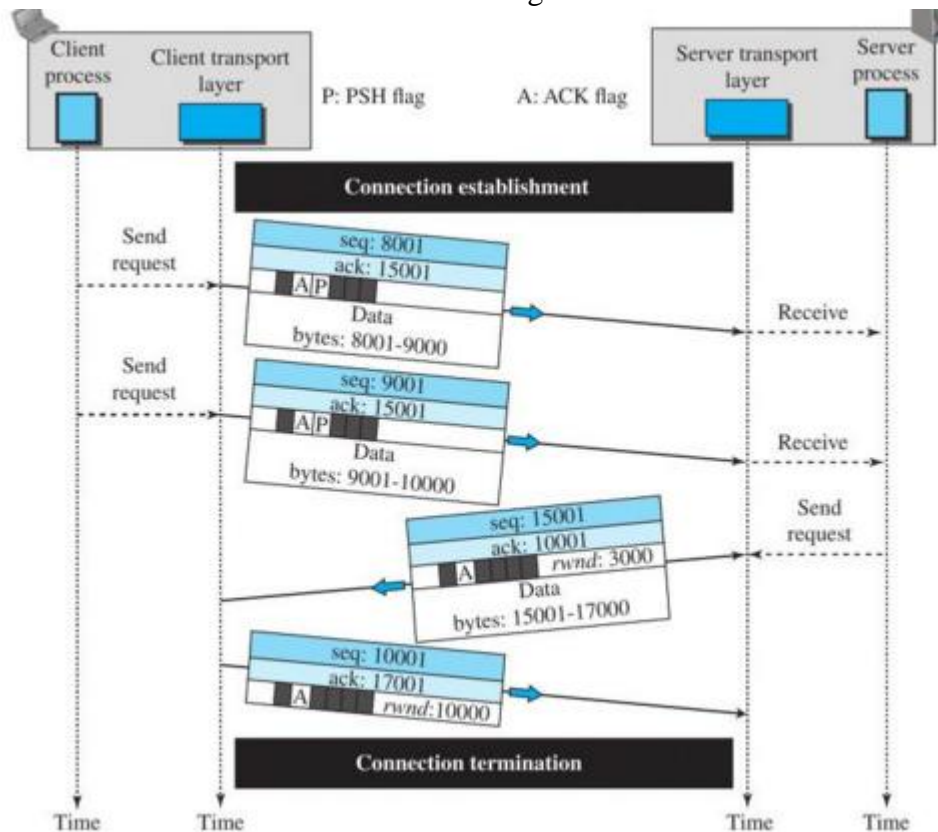 Client
process
Client transport
layer
P: PSH flag
A: ACK flag
Server transport
layer
Server
process
Connection establishment
Send
request
seq: 8001
ack: 15001
A P
Data
bytes: 8001-9000
Receive
Send
request
seq: 9001
ack: 15001
A P
Data
bytes: 9001-10000
Receive
Send
request
seq: 15001
ack: 10001
A rwnd: 3000
Data
bytes: 15001-17000
seq: 10001
ack: 17001
A rwnd:10000
Connection termination
Time
Time
Time
Time